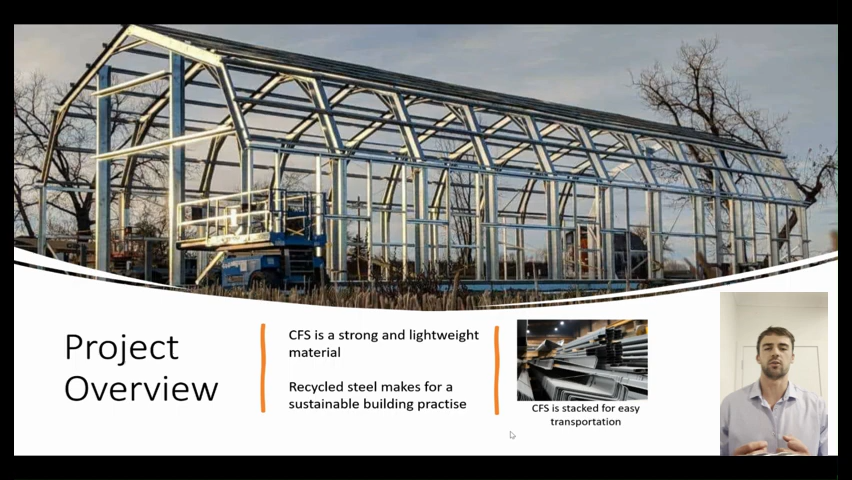 Project
Overview
CFS is a strong and lightweight
material
Recycled steel makes for a
sustainable building practise
CFS is stacked for easy
transportation